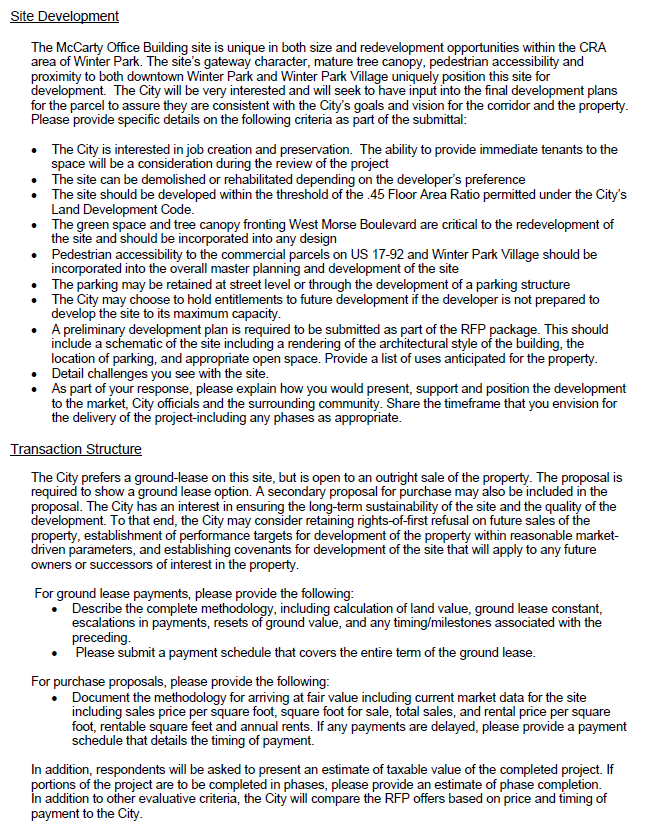 Site Development
The McCarty Office Building site is unique in both size and redevelopment opportunities within the CRA
area of Winter Park. The site's gateway character, mature tree canopy, pedestrian accessibility and
proximity to both downtown Winter Park and Winter Park Village uniquely position this site for
development.  The City will be very interested and will seek to have input into the final development plans
for the parcel to assure they are consistent with the City's goals and vision for the corridor and the property.
Please provide specific details on the following criteria as part of the submittal:
• The City is interested in job creation and preservation.  The ability to provide immediate tenants to the
space will be a consideration during the review of the project
• The site can be demolished or rehabilitated depending on the developer's preference
• The site should be developed within the threshold of the .45 Floor Area Ratio permitted under the City's
Land Development Code.
• The green space and tree canopy fronting West Morse Boulevard are critical to the redevelopment of
the site and should be incorporated into any design
• Pedestrian accessibility to the commercial parcels on US 17-92 and Winter Park Village should be
incorporated into the overall master planning and development of the site
• The parking may be retained at street level or through the development of a parking structure
• The City may choose to hold entitlements to future development if the developer is not prepared to
develop the site to its maximum capacity.
• A preliminary development plan is required to be submitted as part of the RFP package. This should
include a schematic of the site including a rendering of the architectural style of the building, the
location of parking, and appropriate open space. Provide a list of uses anticipated for the property.
• Detail challenges you see with the site.
• As part of your response, please explain how you would present, support and position the development
to the market, City officials and the surrounding community. Share the timeframe that you envision for
the delivery of the project-including any phases as appropriate.
Transaction Structure
The City prefers a ground-lease on this site, but is open to an outright sale of the property. The proposal is
required to show a ground lease option. A secondary proposal for purchase may also be included in the
proposal. The City has an interest in ensuring the long-term sustainability of the site and the quality of the
development. To that end, the City may consider retaining rights-of-first refusal on future sales of the
property, establishment of performance targets for development of the property within reasonable market-
driven parameters, and establishing covenants for development of the site that will apply to any future
owners or successors of interest in the property.
For ground lease payments, please provide the following:
• Describe the complete methodology, including calculation of land value, ground lease constant,
escalations in payments, resets of ground value, and any timing/milestones associated with the
preceding.
• Please submit a payment schedule that covers the entire term of the ground lease.
For purchase proposals, please provide the following:
• Document the methodology for arriving at fair value including current market data for the site
including sales price per square foot, square foot for sale, total sales, and rental price per square
foot, rentable square feet and annual rents. If any payments are delayed, please provide a payment
schedule that details the timing of payment.
In addition, respondents will be asked to present an estimate of taxable value of the completed project. If
portions of the project are to be completed in phases, please provide an estimate of phase completion.
In addition to other evaluative criteria, the City will compare the RFP offers based on price and timing of
payment to the City.